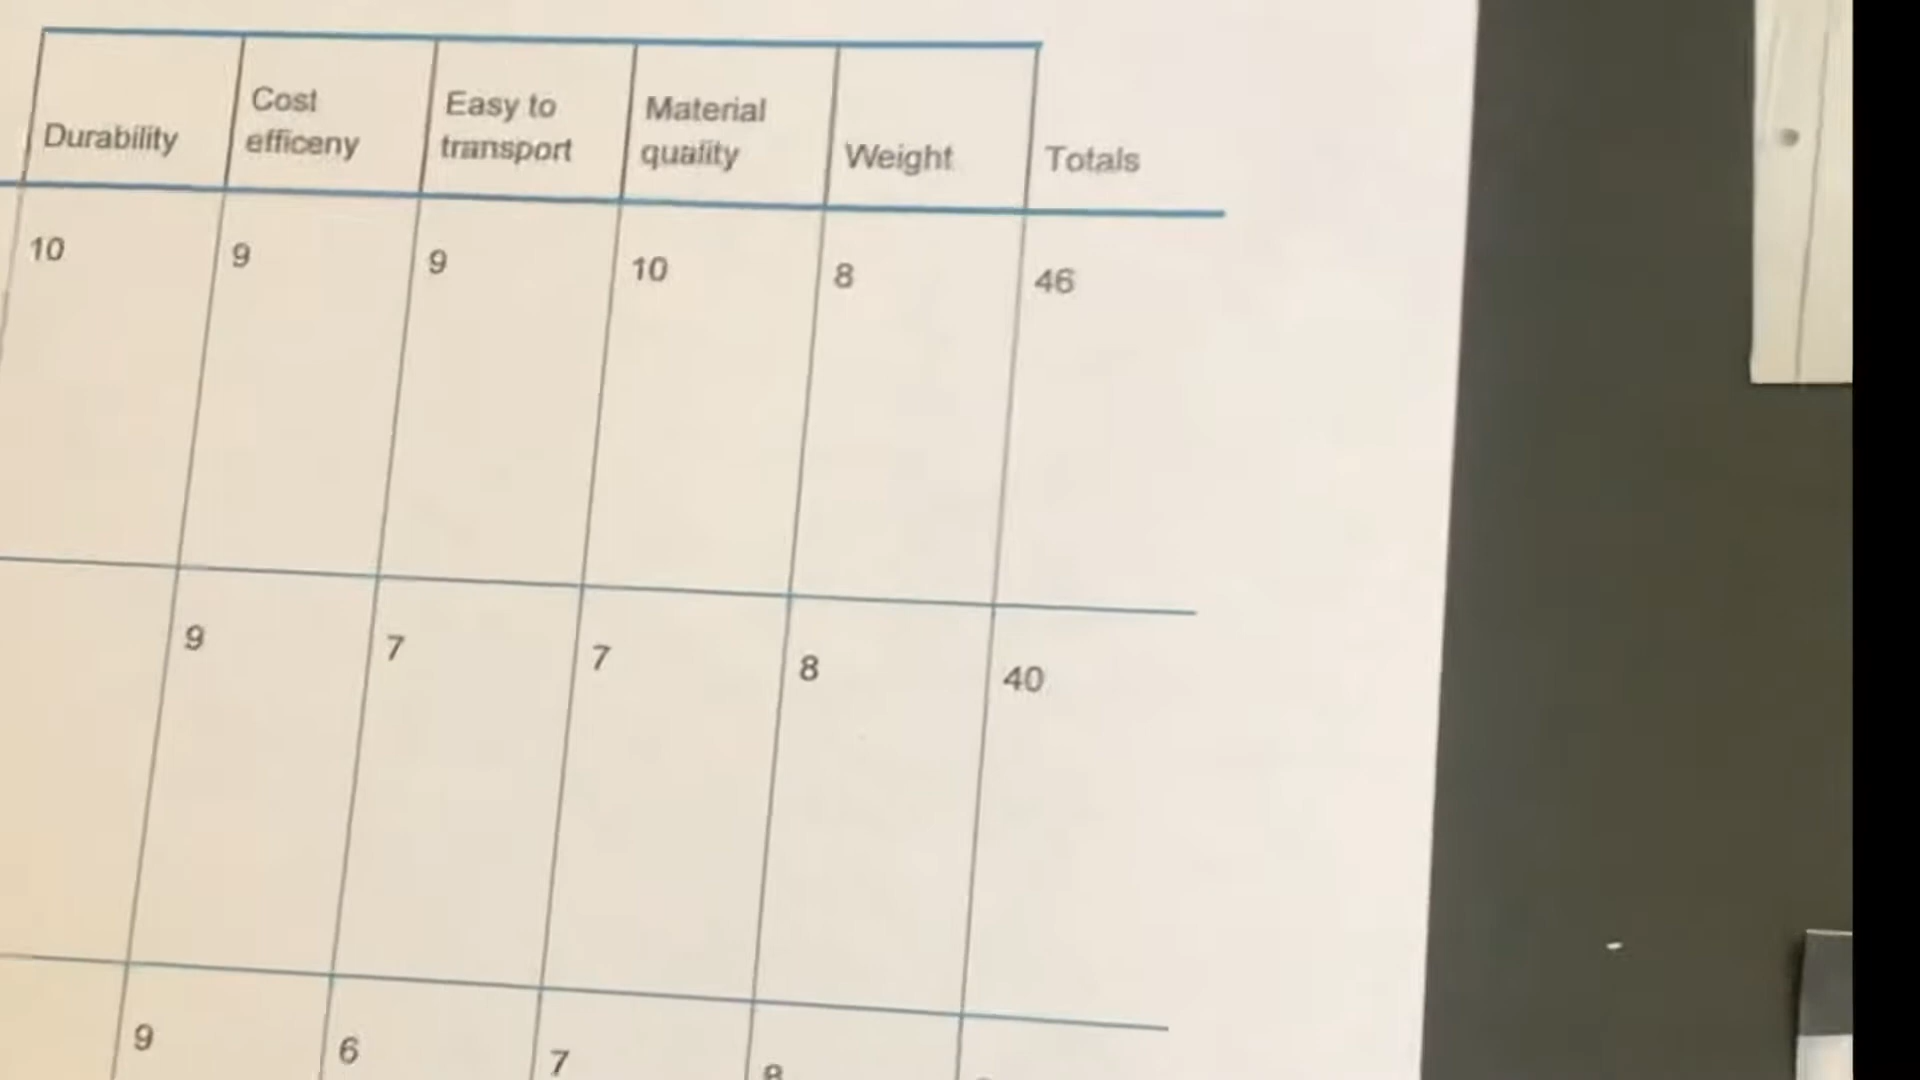 Durability Cost efficeny Easy to transport Material quality Weight Totals
10 9 9 10 8 46
9 7 7 8 40
9 6 7 8